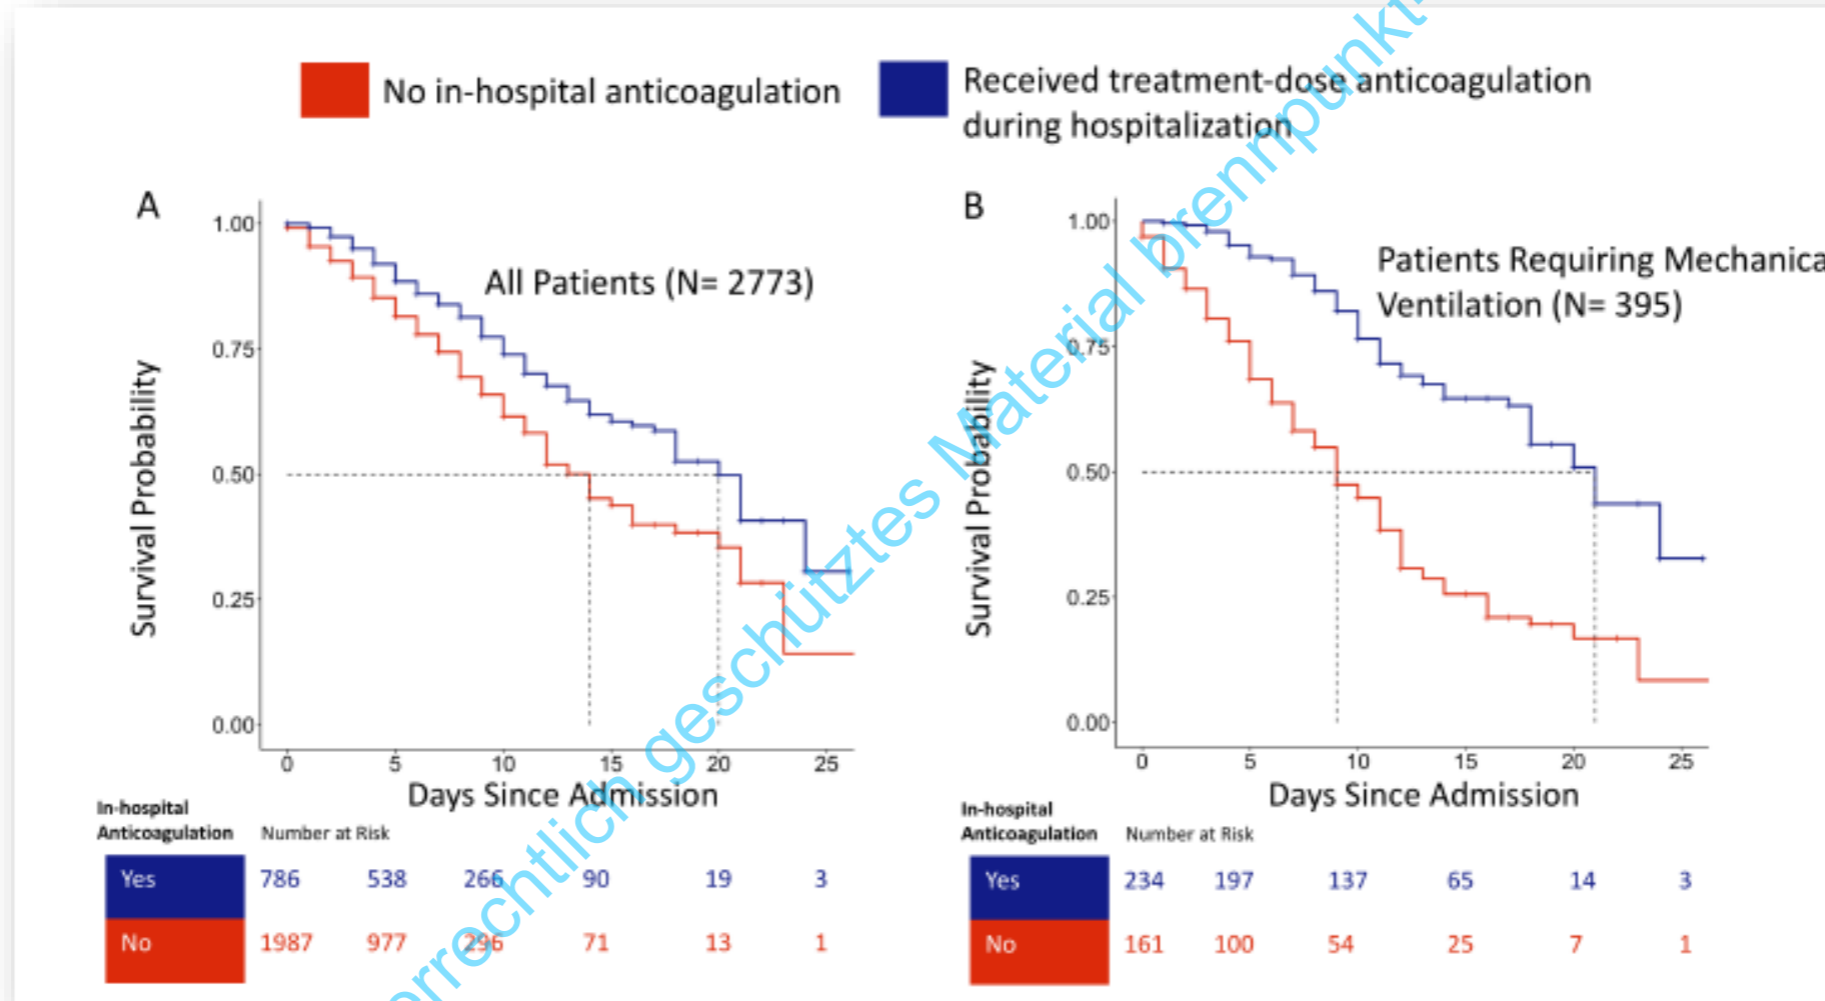 No in-hospital anticoagulation
Received treatment-dose anticoagulation
during hospitalization
A
All Patients (N= 2773)
Survival Probability
1.00
0.75
0.50
0.25
0.00
0 5 10 15 20 25
Days Since Admission
In-hospital
Anticoagulation Number at Risk
Yes 786 538 266 90 19 3
No 1987 977 296 71 13 1
B
Patients Requiring Mechanica
Ventilation (N= 395)
Survival Probability
1.00
0.75
0.50
0.25
0.00
0 5 10 15 20 25
Days Since Admission
In-hospital
Anticoagulation Number at Risk
Yes 234 197 137 65 14 3
No 161 100 54 25 7 1
errechtlich geschütztes Material brennpunkt-